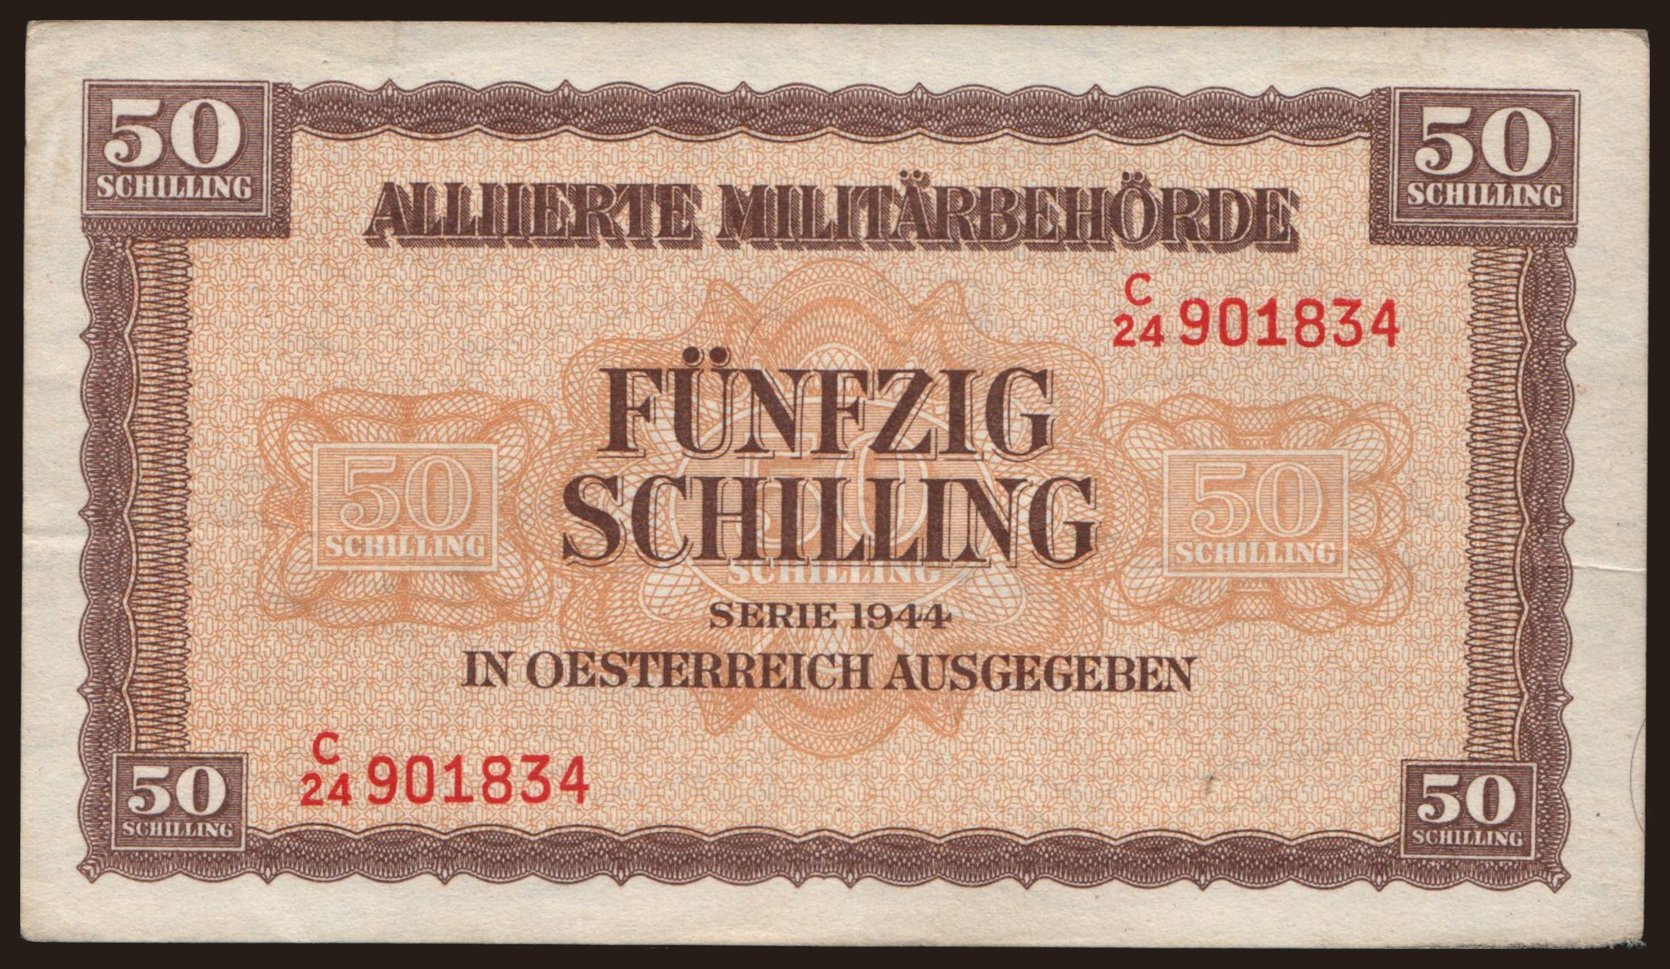 50
SCHILLING
50
SCHILLING
ALLIIERTE MILITÄRBEHÖRDE
C
24 901834
FÜNFZIG
SCHILLING
50
SCHILLING
50
SCHILLING
50
SCHILLING
SERIE 1944
IN OESTERREICH AUSGEGEBEN
C
24 901834
50
SCHILLING
50
SCHILLING